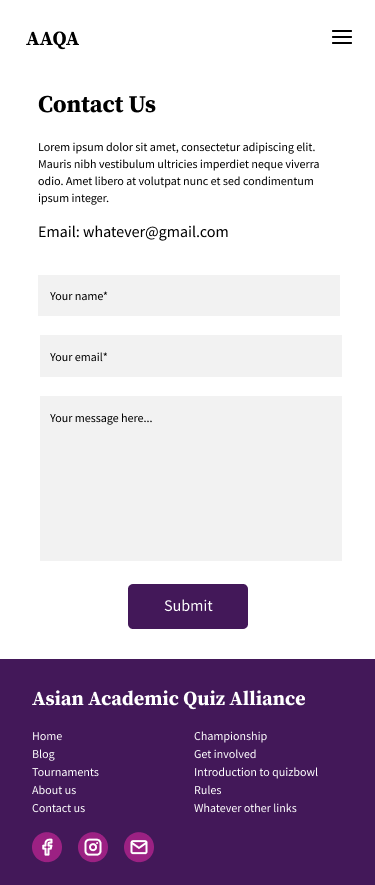 AAQA
Contact Us
Lorem ipsum dolor sit amet, consectetur adipiscing elit.
Mauris nibh vestibulum ultricies imperdiet neque viverra
odio. Amet libero at volutpat nunc et sed condimentum
ipsum integer.
Email: whatever@gmail.com
Your name*
Your email*
Your message here...
Submit
Asian Academic Quiz Alliance
Home
Blog
Tournaments
About us
Contact us
Championship
Get involved
Introduction to quizbowl
Rules
Whatever other links